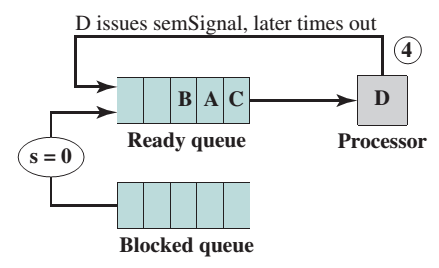 D issues semSignal, later times out
4
B A C
D
Ready queue
Processor
s = 0
Blocked queue